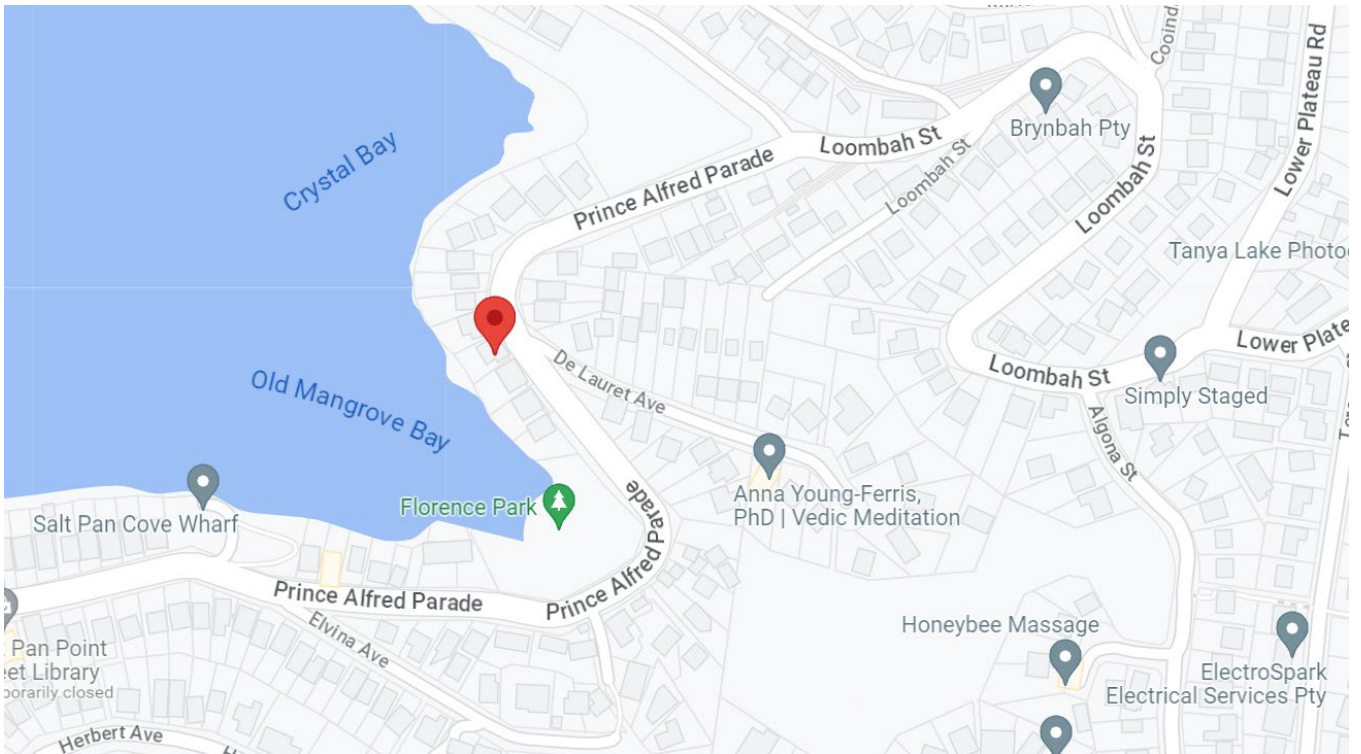 Cooind
Lower Plateau Rd
Brynbah Pty
Loombah St
Crystal Bay
Prince Alfred Parade
Loombah St
Loombah St
Tanya Lake Photo
Lower Plate
Loombah St
De Lauret Ave
Old Mangrove Bay
Simply Staged
Algona St
Florence Park
Anna Young-Ferris,
PhD | Vedic Meditation
Salt Pan Cove Wharf
Prince Alfred Parade
Prince Alfred Parade
Prince Alfred Parade
Elvina Ave
Honeybee Massage
Pan Point
eet Library
porarily closed
ElectroSpark
Electrical Services Pty
Herbert Ave